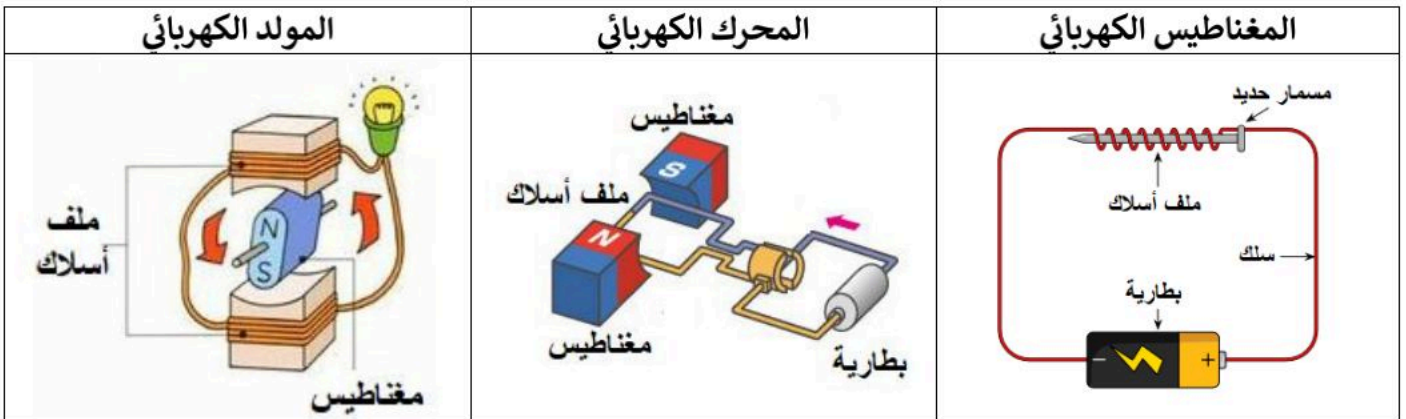 المغناطيس الكهربائي
المحرك الكهربائي
المولد الكهربائي
مسمار حديد
ملف أسلاك
سلك
بطارية
- +
مغناطيس
S
ملف أسلاك
N
مغناطيس
بطارية
ملف
أسلاك
N
S
مغناطيس